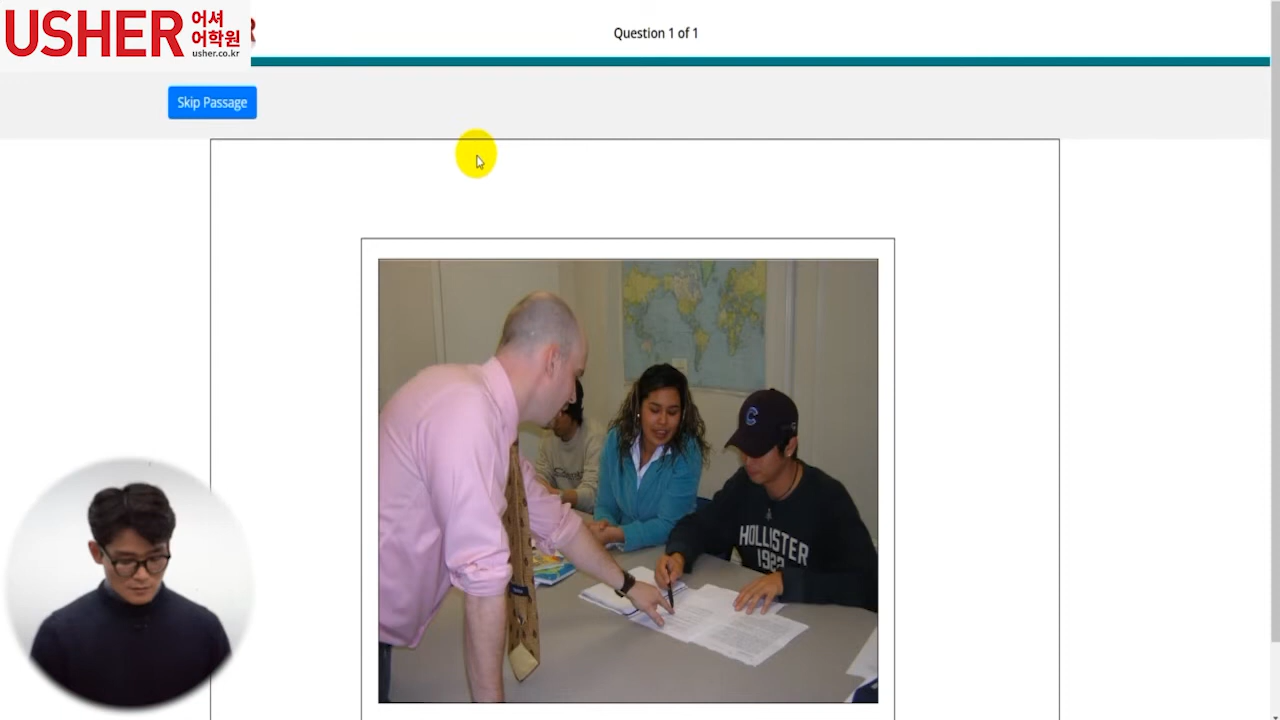 USHER 어셔
어학원
usher.co.kr
Question 1 of 1
Skip Passage
C
HOLLISTER
1922